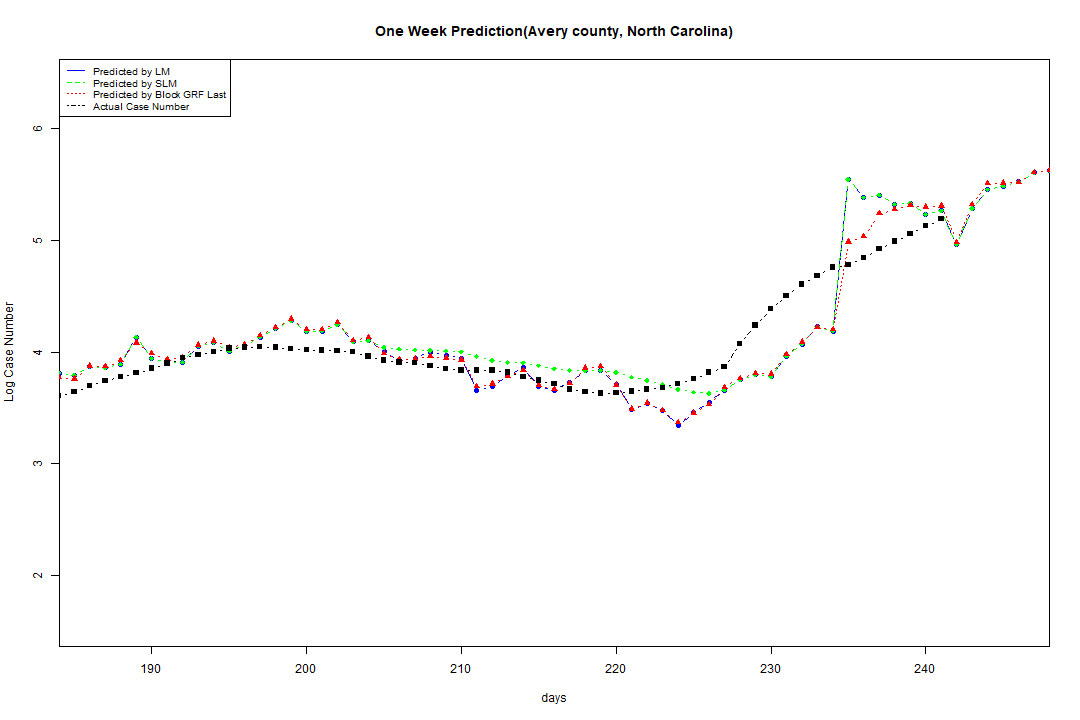 One Week Prediction(Avery county, North Carolina)
Predicted by LM
Predicted by SLM
Predicted by Block GRF Last
Actual Case Number
6
5
4
3
2
Log Case Number
190 200 210 220 230 240
days